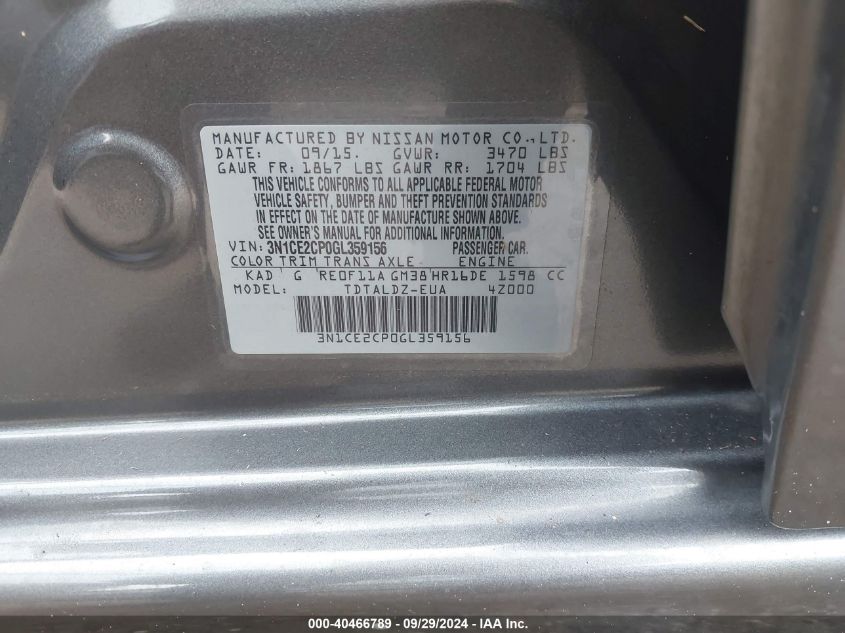 MANUFACTURED BY NISSAN MOTOR CO., LTD.
DATE: 09/15. GVWR: 3470 LBS
GAWR FR: 1867 LBS GAWR RR: 1704 LBS
THIS VEHICLE CONFORMS TO ALL APPLICABLE FEDERAL MOTOR
VEHICLE SAFETY, BUMPER AND THEFT PREVENTION STANDARDS
IN EFFECT ON THE DATE OF MANUFACTURE SHOWN ABOVE.
SEE OWNER'S MANUAL FOR ADDITIONAL INFORMATION.
VIN: 3N1CE2CP0GL359156 PASSENGER CAR.
COLOR TRIM TRANS AXLE ENGINE
KAD G RE0F11A GM38 HR16DE 1598 CC
MODEL: TDTALDZ-EUA 4Z000
3N1CE2CP0GL359156
000-40466789 - 09/29/2024 - IAA Inc.